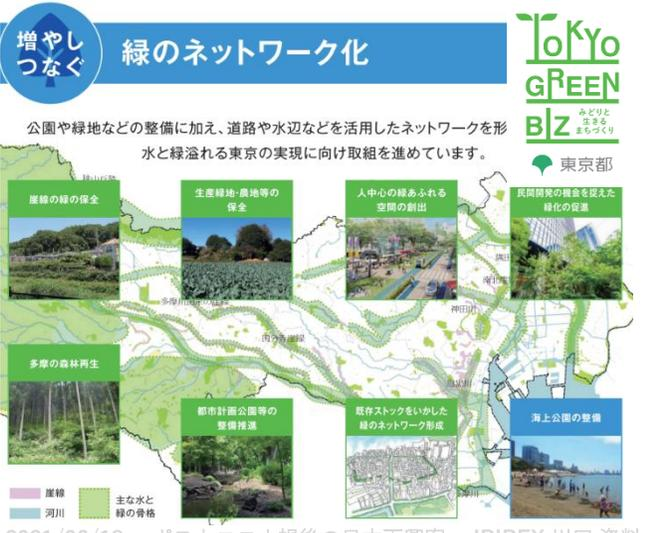 増やし
つなぐ
緑のネットワーク化
TOKYO
GREEN
BIZ
みどりと
生きる
まちづくり
東京都
公園や緑地などの整備に加え、道路や水辺などを活用したネットワークを形
水と緑溢れる東京の実現に向け取組を進めています。
崖線の緑の保全
生産緑地・農地等の
保全
人中心の緑あふれる
空間の創出
民間開発の機会を捉えた
緑化の促進
神田川
多摩の森林再生
都市計画公園等の
整備推進
既存ストックをいかした
緑のネットワーク形成
海上公園の整備
崖線
河川
主な水と
緑の骨格